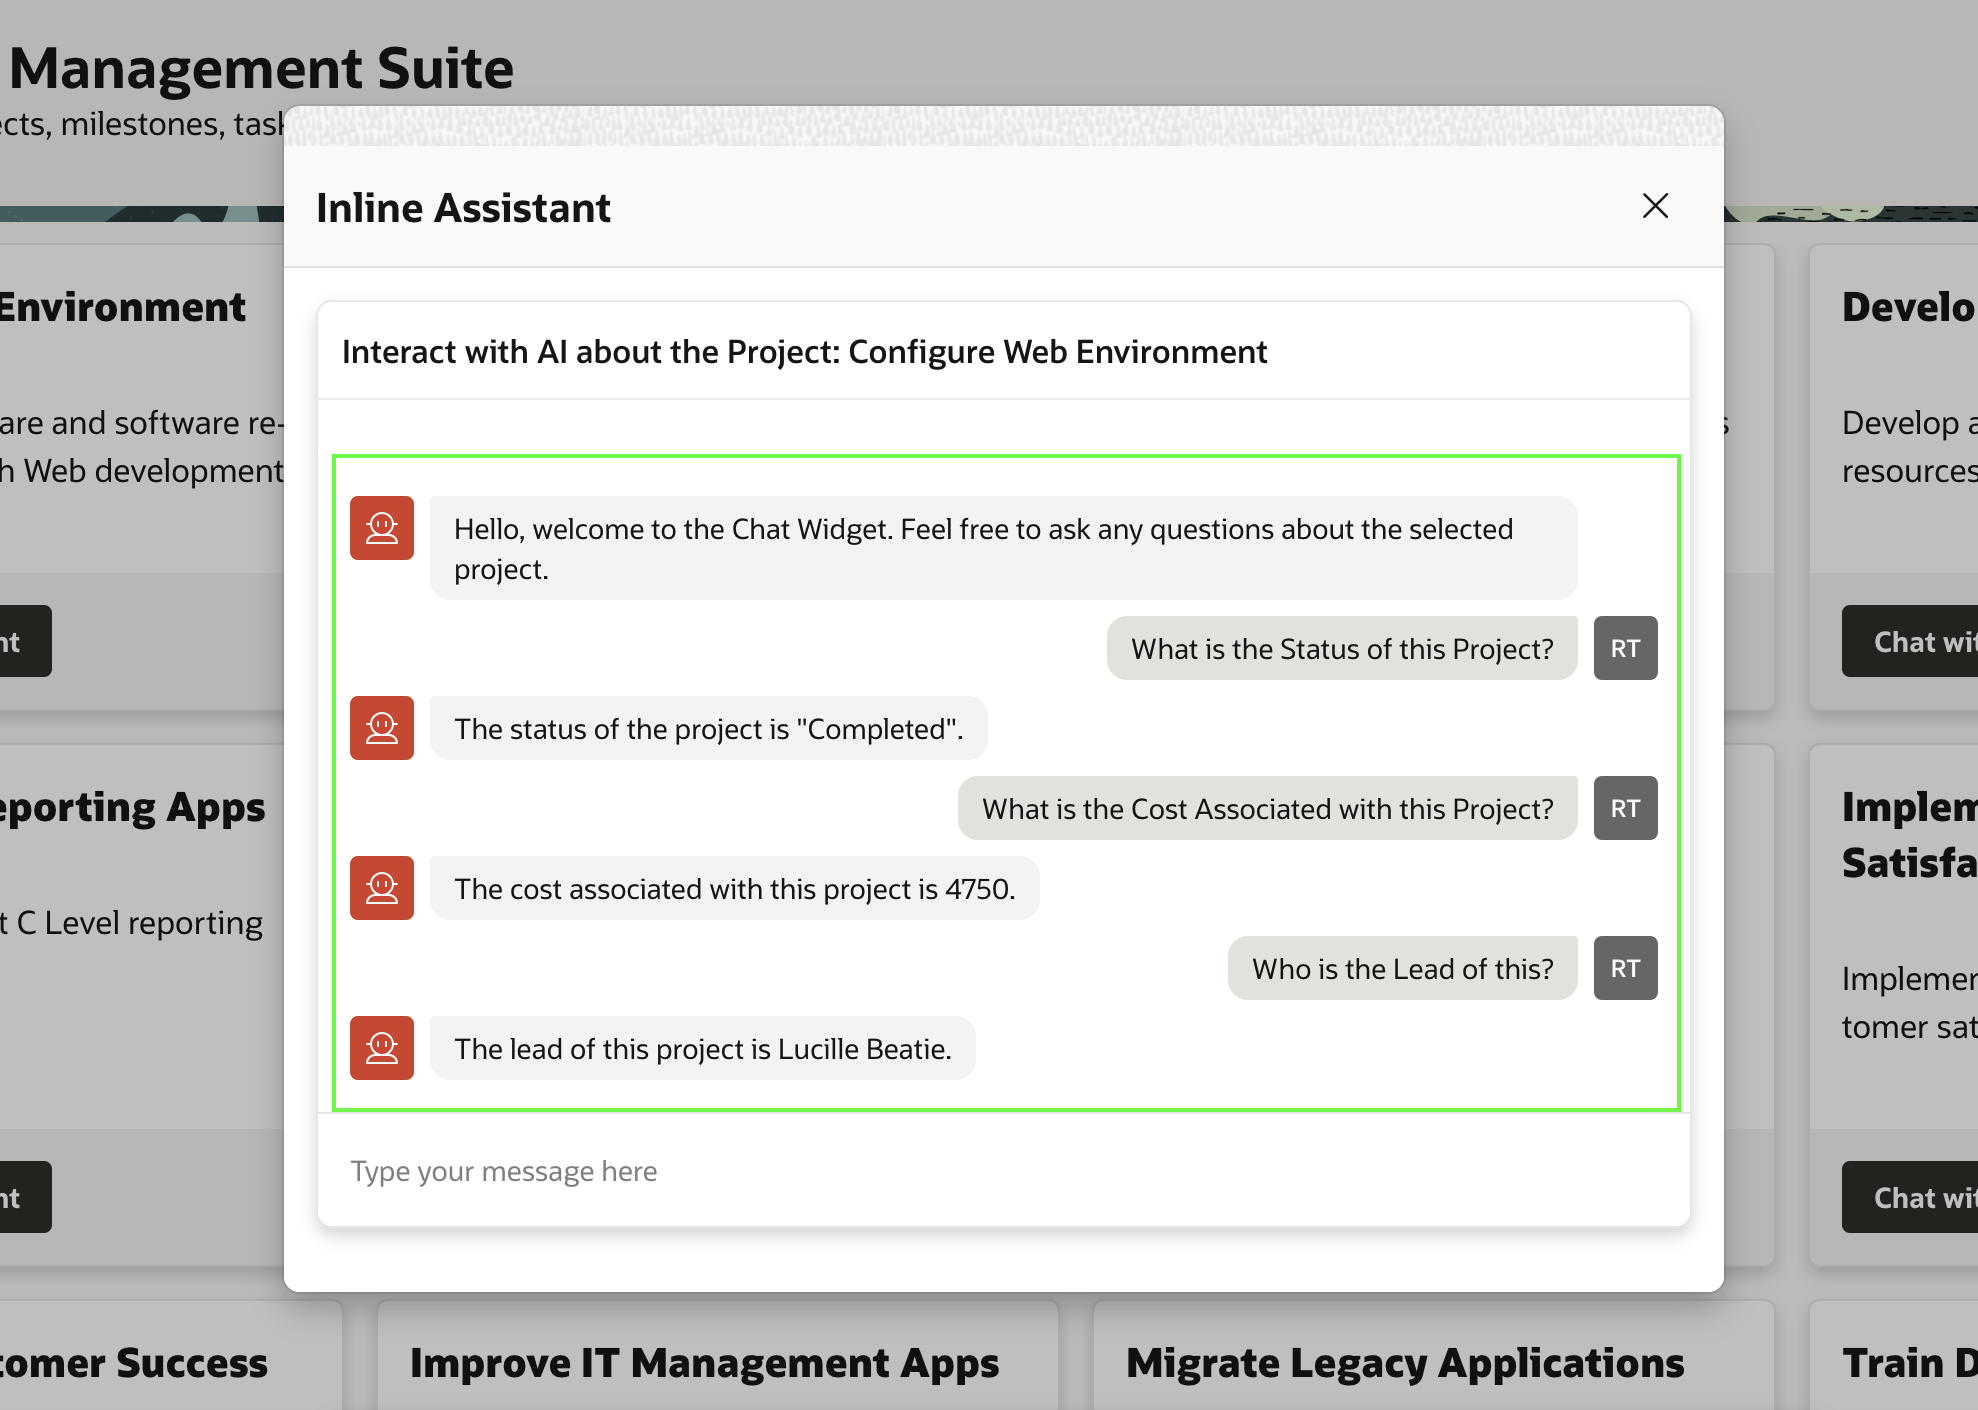 Management Suite
ects, milestones, task
Inline Assistant
Environment
are and software re-
h Web development
nt
Interact with AI about the Project: Configure Web Environment
Hello, welcome to the Chat Widget. Feel free to ask any questions about the selected
project.
What is the Status of this Project?
RT
The status of the project is "Completed".
What is the Cost Associated with this Project?
RT
The cost associated with this project is 4750.
Who is the Lead of this?
RT
The lead of this project is Lucille Beatie.
Type your message here
s
Develo
Develop a
resources
Chat wit
eporting Apps
t C Level reporting
nt
Implem
Satisfa
Implemen
tomer sat
Chat wit
tomer Success
Improve IT Management Apps
Migrate Legacy Applications
Train D